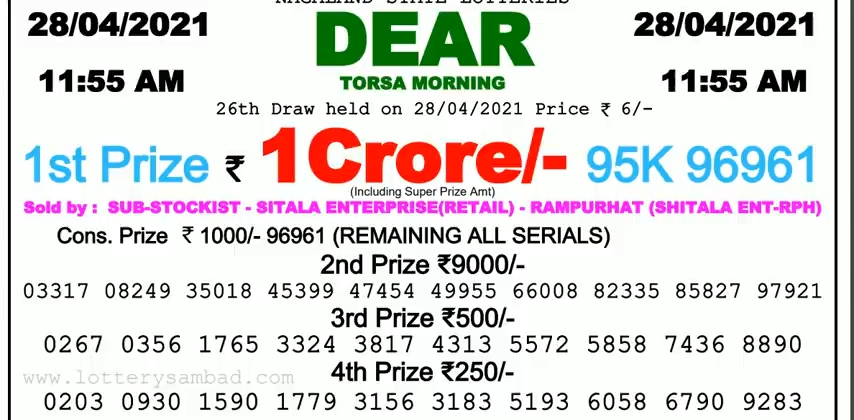 NAGALAND STATE LOTTERIES
28/04/2021 DEAR 28/04/2021
11:55 AM TORSA MORNING 11:55 AM
26th Draw held on 28/04/2021 Price ₹ 6/-
1st Prize ₹ 1Crore/- 95K 96961
(Including Super Prize Amt)
Sold by : SUB-STOCKIST - SITALA ENTERPRISE(RETAIL) - RAMPURHAT (SHITALA ENT-RPH)
Cons. Prize ₹ 1000/- 96961 (REMAINING ALL SERIALS)
2nd Prize ₹9000/-
03317 08249 35018 45399 47454 49955 66008 82335 85827 97921
3rd Prize ₹500/-
0267 0356 1765 3324 3817 4313 5572 5858 7436 8890
www.lotterysambad.com
4th Prize ₹250/-
0203 0930 1590 1779 3156 3183 5193 6058 6790 9283